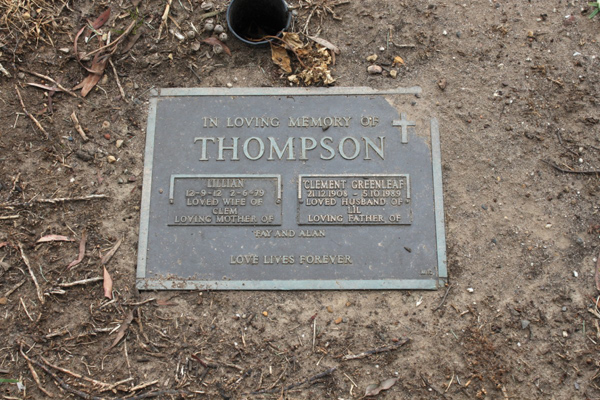 IN LOVING MEMORY OF
THOMPSON
LILLIAN
12-9-12 2-6-79
LOVED WIFE OF
CLEM
LOVING MOTHER OF
CLEMENT GREENLEAF
21.12.1908 - 15.10.1989
LOVED HUSBAND OF
LIL
LOVING FATHER OF
FAY AND ALAN
LOVE LIVES FOREVER